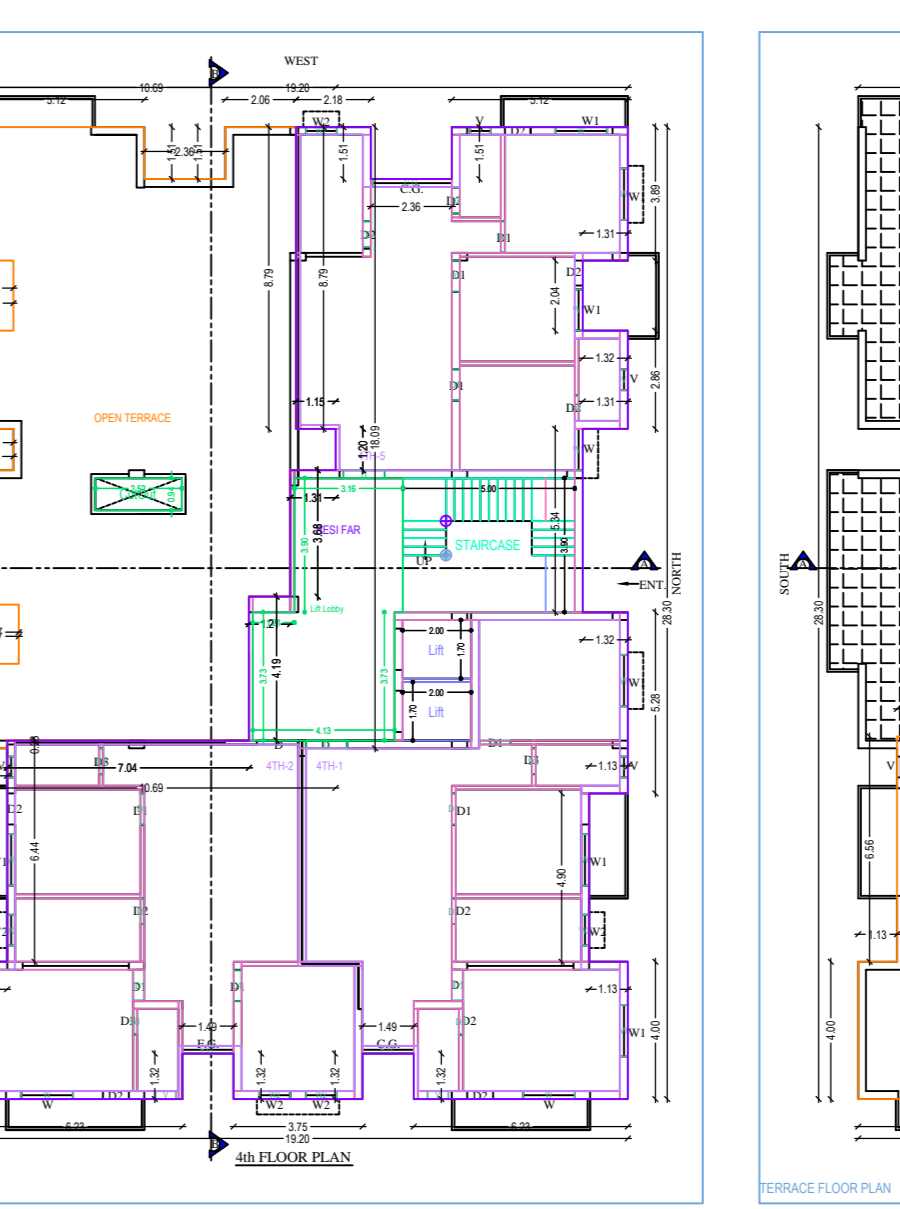 WEST
B
10.69
19.20
5.12
2.06
2.18
5.12
W2
V
D2
W1
2.36
1.51
1.51
1.51
1.51
C.G.
2.36
D2
D2
D1
W
3.89
1.31
8.79
8.79
D1
D2
2.04
W1
1.32
V
2.86
D1
1.31
1.15
OPEN TERRACE
1.20
18.09
4TH-5
W
Cutout
2.52
0.94
1.31
3.16
5.00
3.68
ESI FAR
3.90
5.34
3.90
STAIRCASE
UP
A
ENT.
NORTH
SOUTH
A
28.30
28.30
Lift Lobby
1.21
2.00
Lift
1.70
1.32
W
3.73
4.19
3.73
2.00
Lift
1.70
5.28
4.13
D
D
D1
0.23
7.04
4TH-2
4TH-1
D3
D3
1.13
V
V
10.69
D2
D1
D1
6.44
4.90
W1
6.56
D2
D2
W2
1.13
D1
D1
D1
1.13
D2
1.49
F.G.
1.49
C.G.
W1
4.00
4.00
1.32
1.32
1.32
1.32
W
D2
W2
W2
D2
W
6.23
3.75
6.23
19.20
B
4th FLOOR PLAN
TERRACE FLOOR PLAN